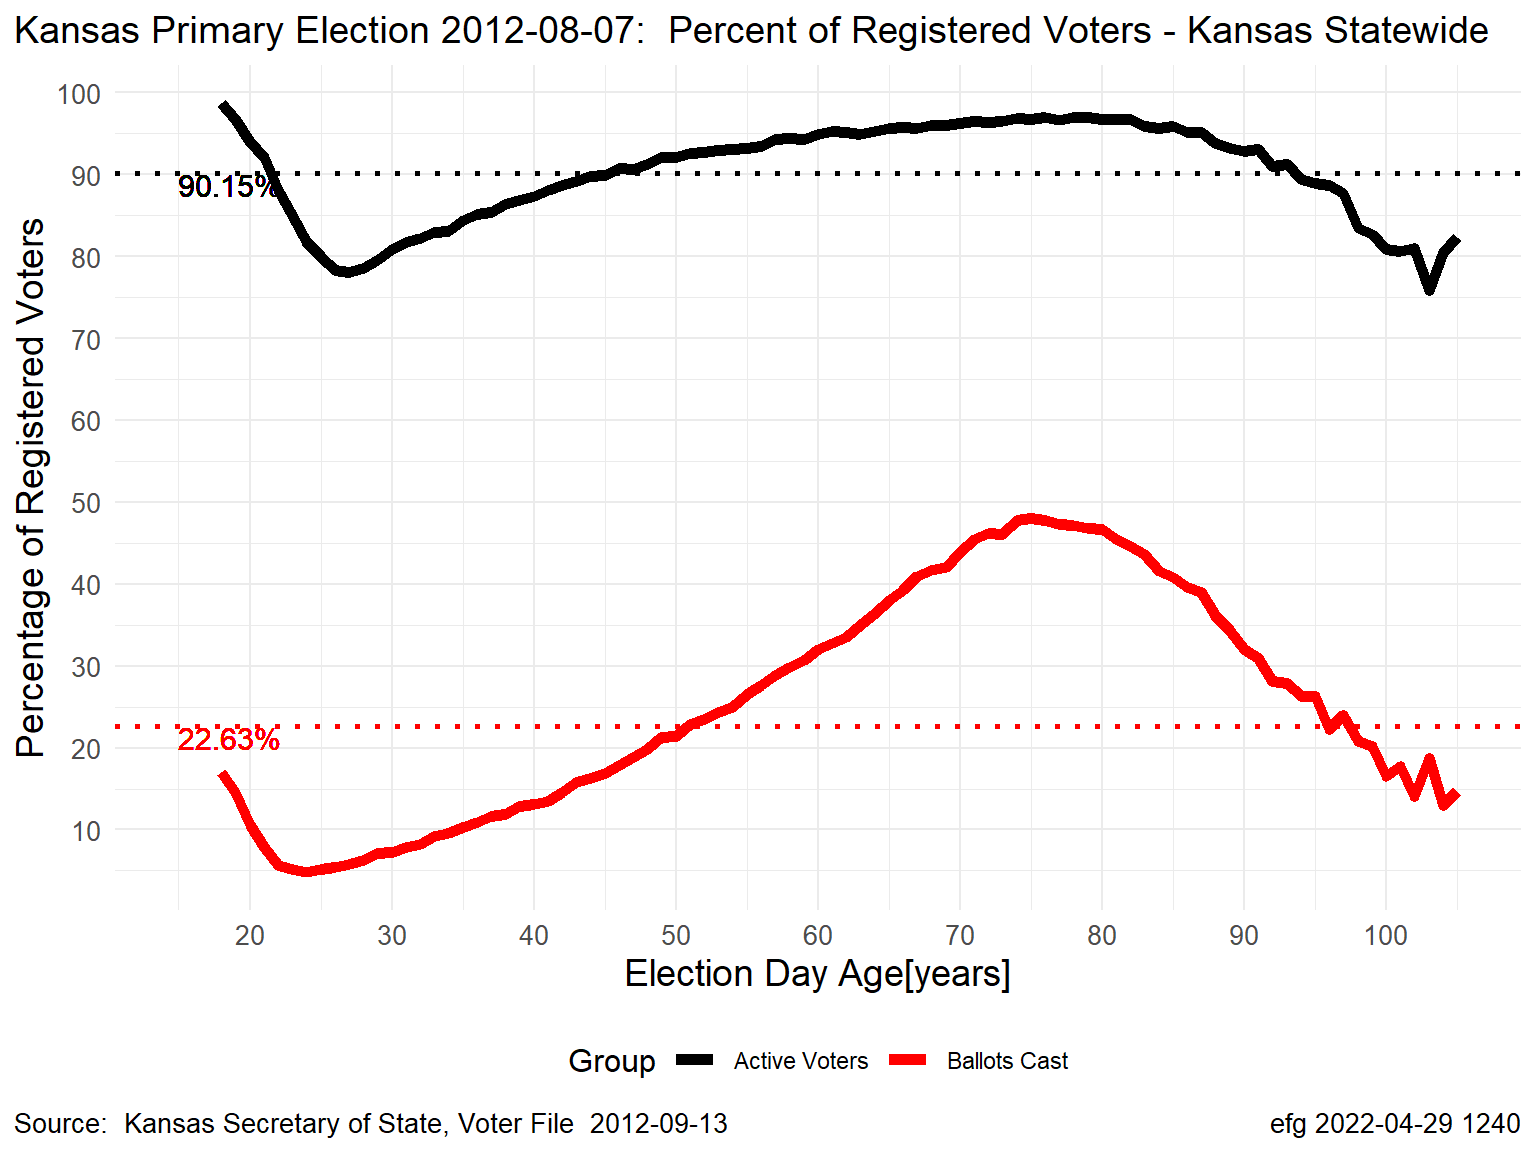 Kansas Primary Election 2012-08-07:  Percent of Registered Voters - Kansas Statewide
Percentage of Registered Voters
100
90
80
70
60
50
40
30
20
10
90.15%
22.63%
20 30 40 50 60 70 80 90 100
Election Day Age[years]
Group Active Voters Ballots Cast
Source:  Kansas Secretary of State, Voter File  2012-09-13
efg 2022-04-29 1240